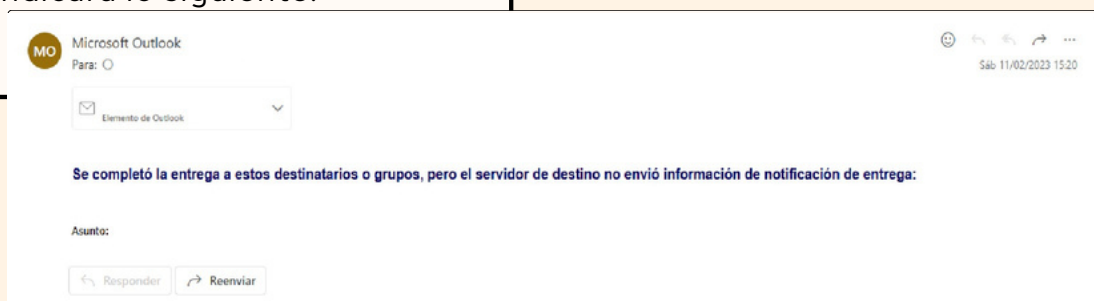 MO
Microsoft Outlook
Para:
Sáb 11/02/2023 15:20
Elemento de Outlook
Se completó la entrega a estos destinatarios o grupos, pero el servidor de destino no envió información de notificación de entrega:
Asunto:
Responder
Reenviar